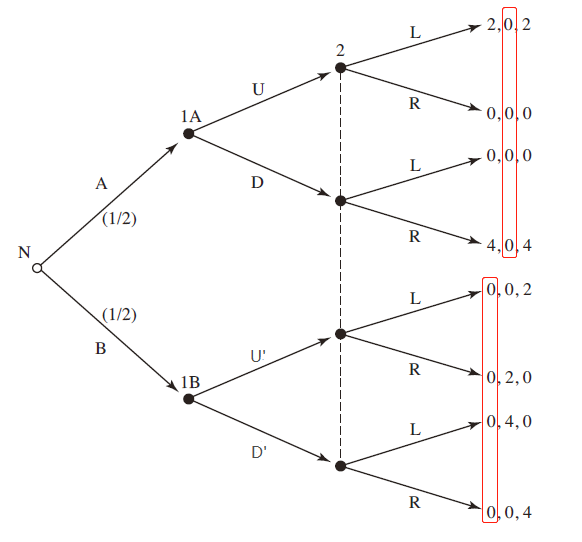 L
2,0,2
2
U
R
1A
0,0,0
0,0,0
L
A
D
(1/2)
R
4,0,4
N
L
0,0,2
(1/2)
B
U'
R
0,2,0
1B
0,4,0
L
D'
R
0,0,4